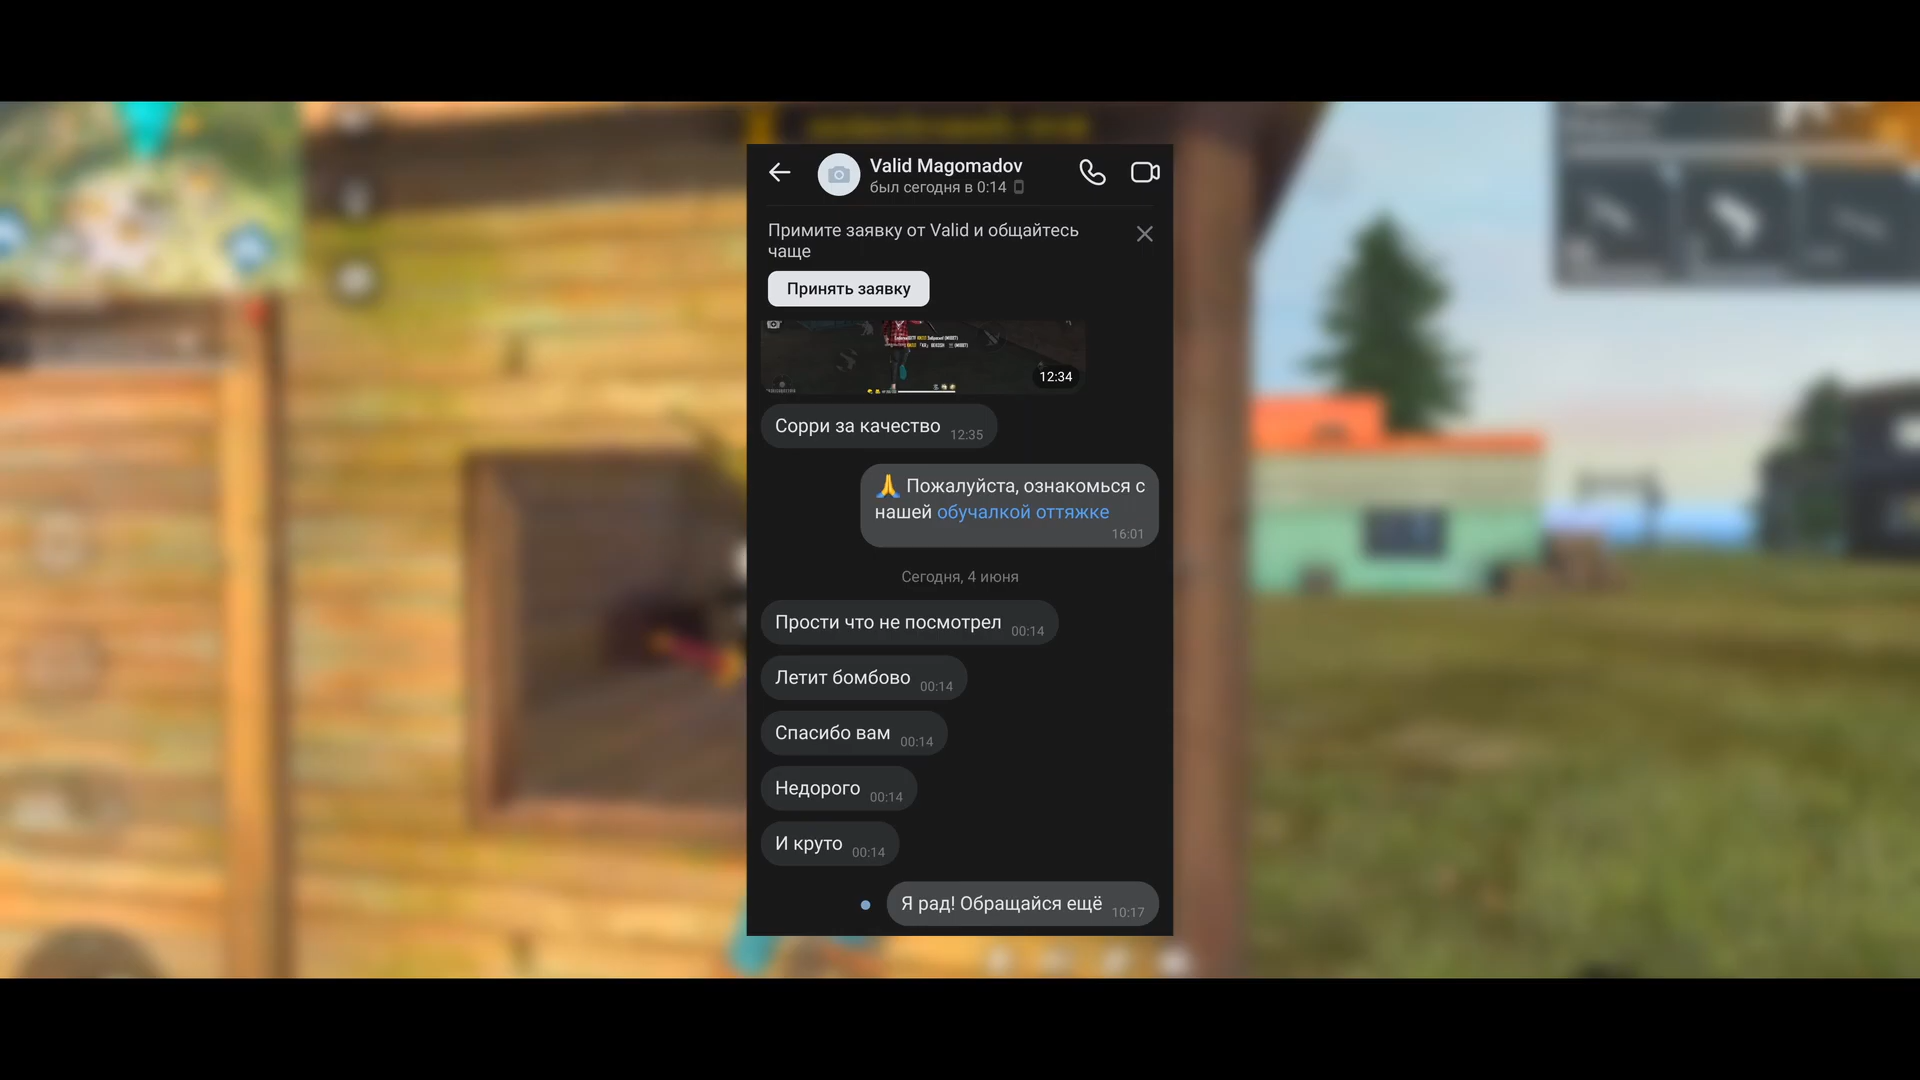 Valid Magomadov
был сегодня в 0:14
Примите заявку от Valid и общайтесь
чаще
Принять заявку
12:34
Сорри за качество 12:35
🙏 Пожалуйста, ознакомься с
нашей обучалкой оттяжке
16:01
Сегодня, 4 июня
Прости что не посмотрел 00:14
Летит бомбово 00:14
Спасибо вам 00:14
Недорого 00:14
И круто 00:14
Я рад! Обращайся ещё 10:17